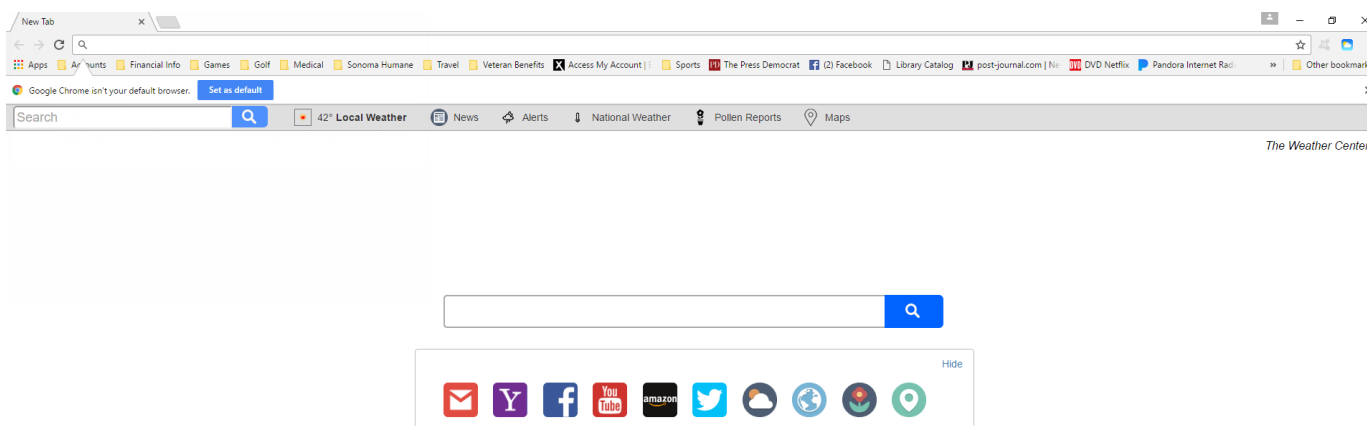 New Tab
Apps Accounts Financial Info Games Golf Medical Sonoma Humane Travel Veteran Benefits Access My Account | Sports The Press Democrat (2) Facebook Library Catalog post-journal.com | Ne DVD Netflix Pandora Internet Radi » Other bookmark
Google Chrome isn't your default browser. Set as default
Search 42° Local Weather News Alerts National Weather Pollen Reports Maps
The Weather Center
Hide
Y f You Tube amazon